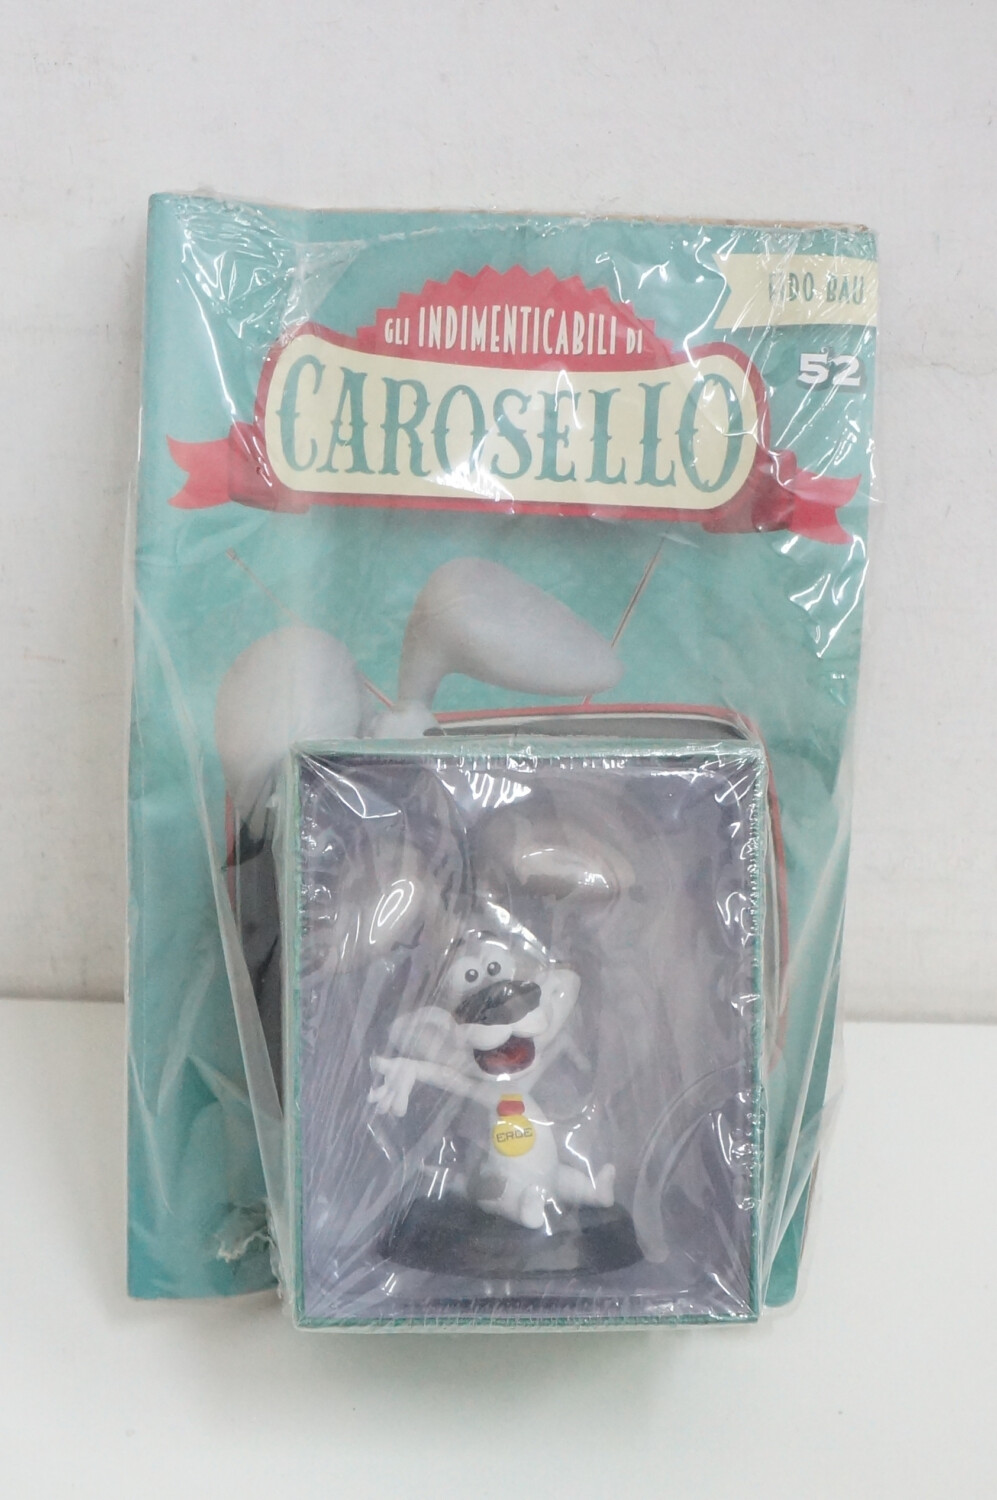 FIDO BAU
GLI INDIMENTICABILI DI
52
CAROSELLO
ERBE